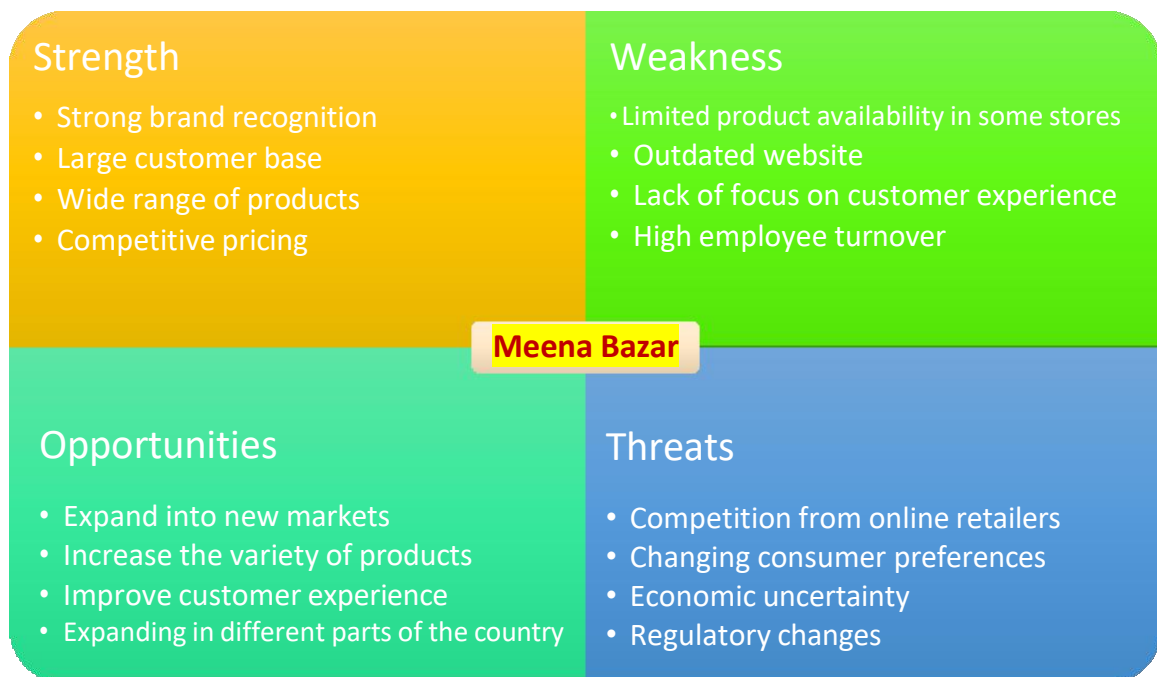 Strength
• Strong brand recognition
• Large customer base
• Wide range of products
• Competitive pricing
Weakness
• Limited product availability in some stores
• Outdated website
• Lack of focus on customer experience
• High employee turnover
Meena Bazar
Opportunities
• Expand into new markets
• Increase the variety of products
• Improve customer experience
• Expanding in different parts of the country
Threats
• Competition from online retailers
• Changing consumer preferences
• Economic uncertainty
• Regulatory changes